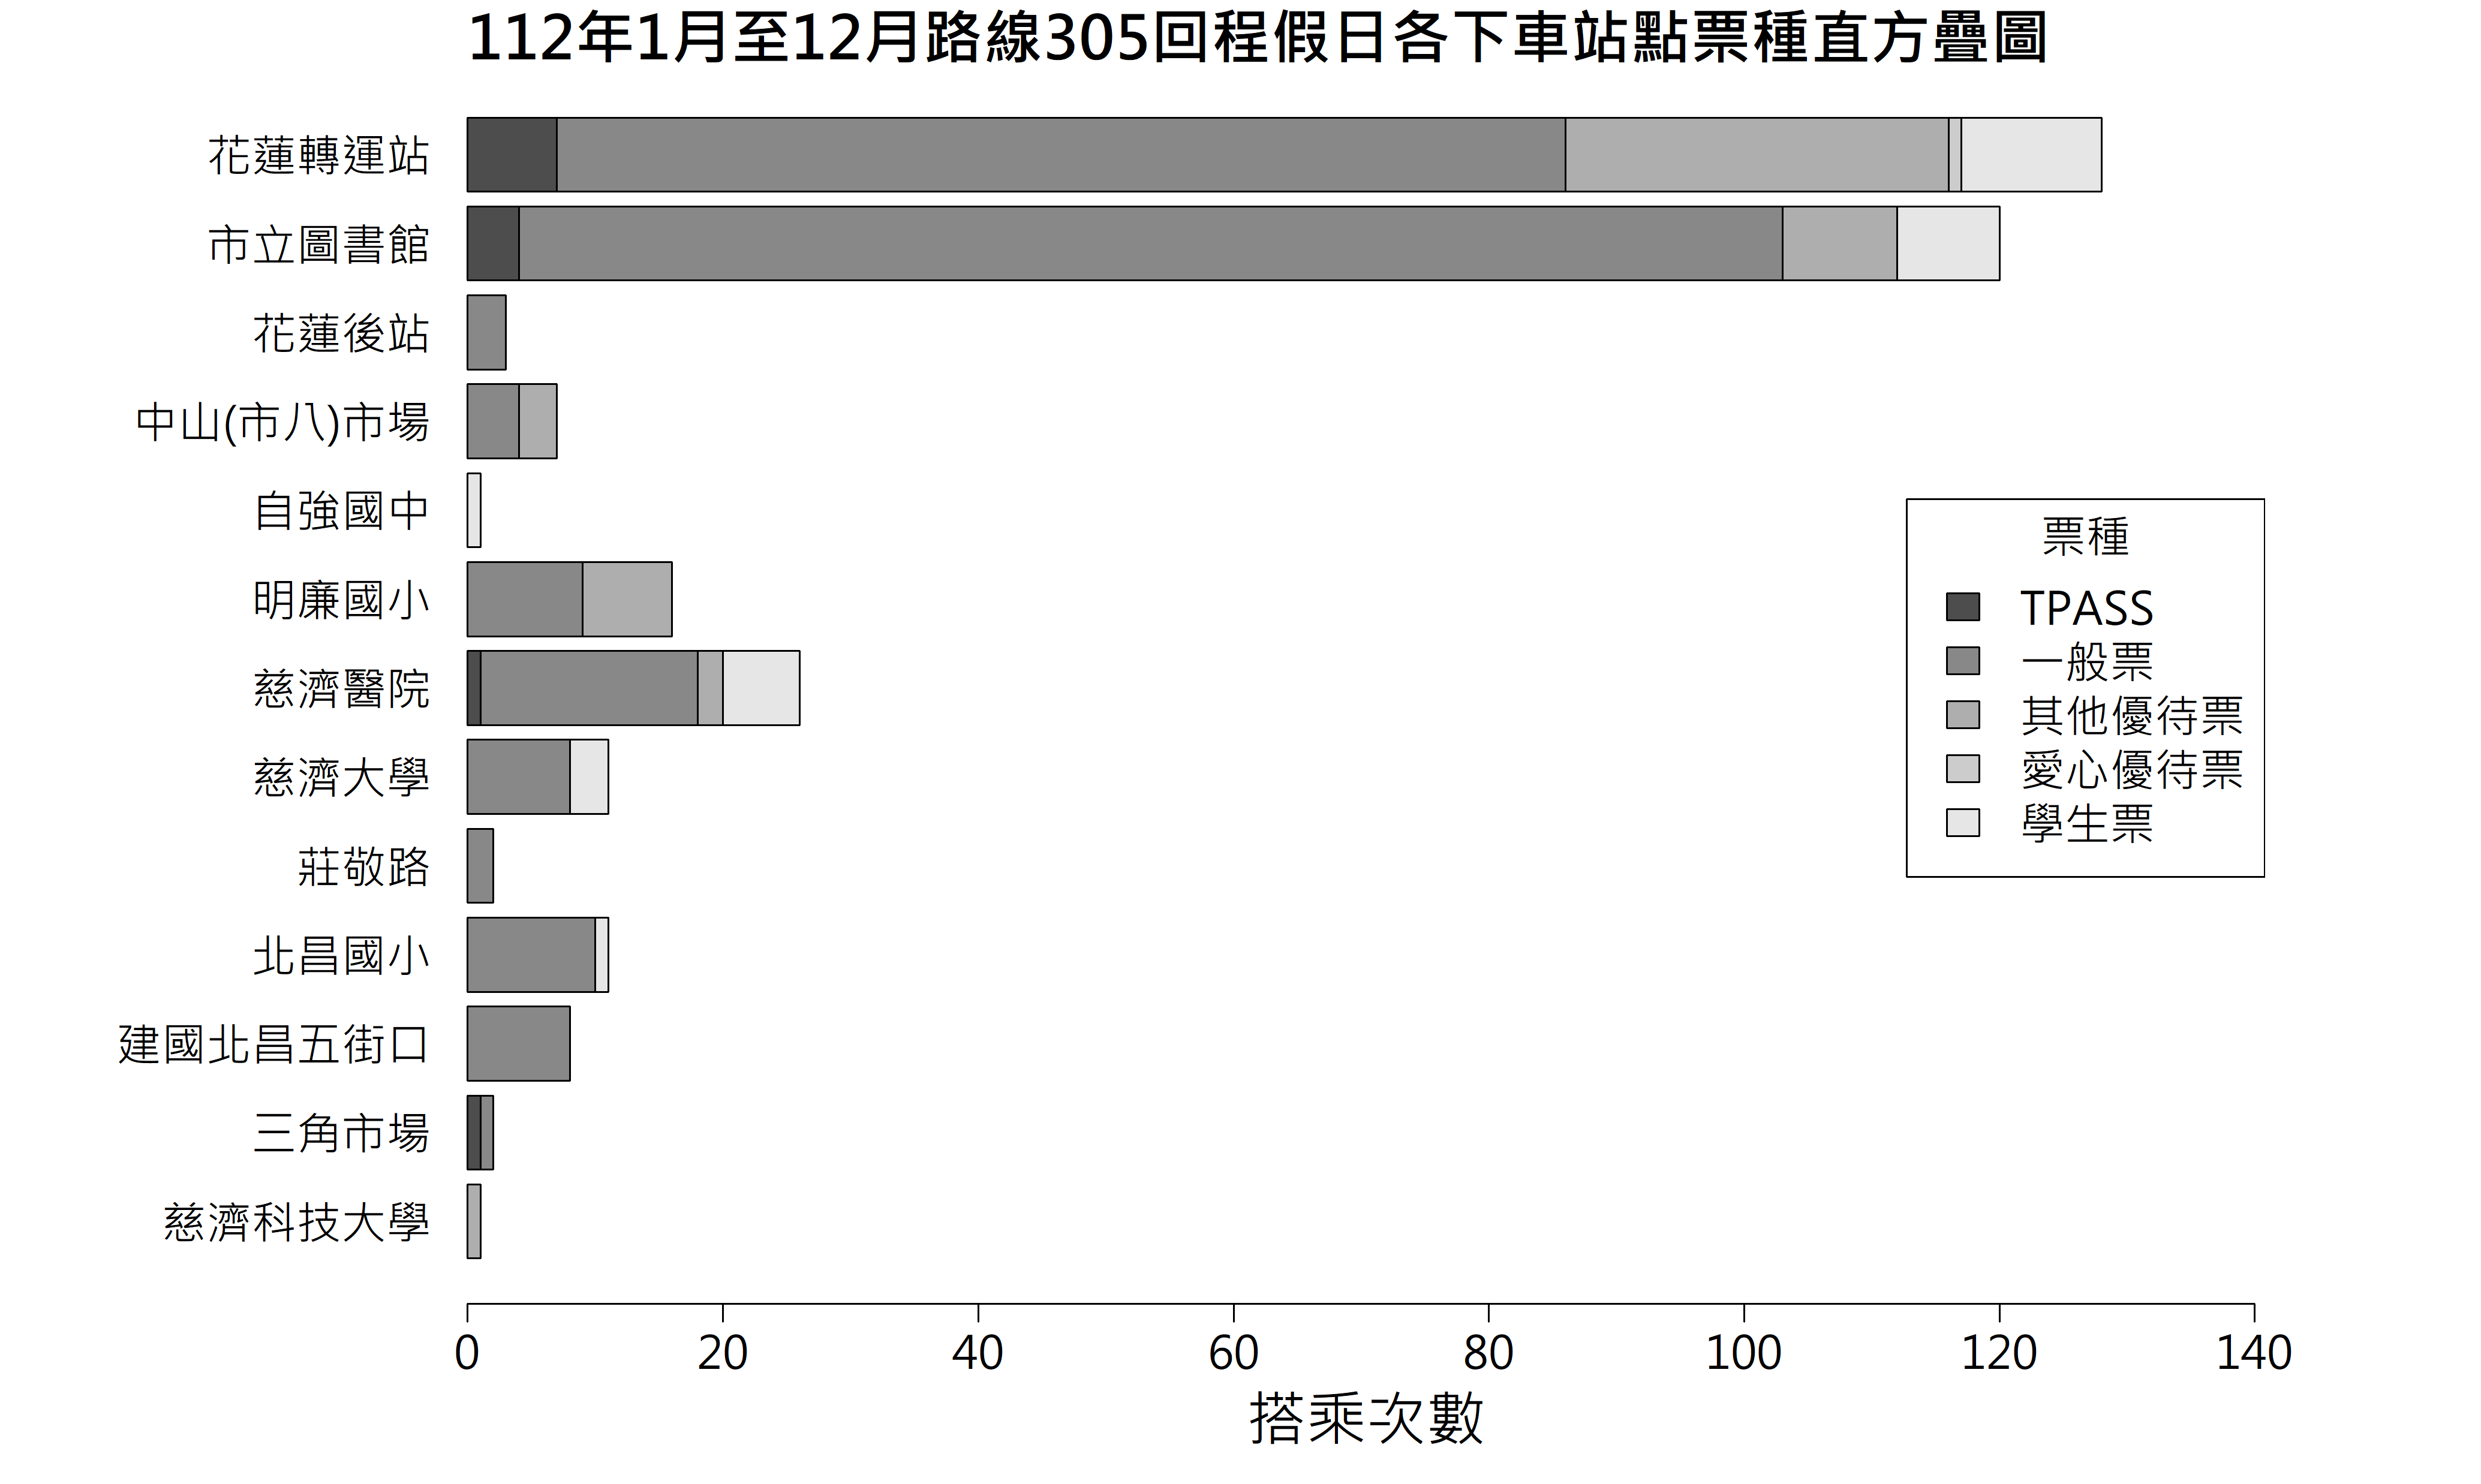 112年1月至12月路線305回程假日各下車站點票種直方疊圖
花蓮轉運站
市立圖書館
花蓮後站
中山(市八)市場
自強國中
明廉國小
慈濟醫院
慈濟大學
莊敬路
北昌國小
建國北昌五街口
三角市場
慈濟科技大學
票種
TPASS
一般票
其他優待票
愛心優待票
學生票
0 20 40 60 80 100 120 140
搭乘次數